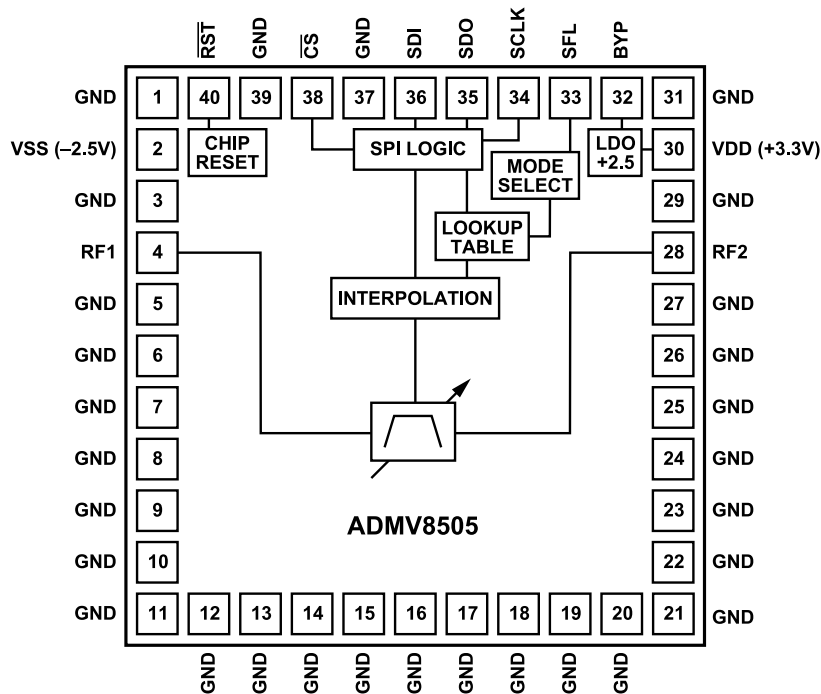 RST GND CS GND SDI SDO SCLK SFL BYP
GND 1 40 39 38 37 36 35 34 33 32 31 GND
VSS (–2.5V) 2 CHIP RESET SPI LOGIC MODE SELECT LDO +2.5 30 VDD (+3.3V)
GND 3 LOOKUP TABLE 29 GND
RF1 4 28 RF2
GND 5 INTERPOLATION 27 GND
GND 6 26 GND
GND 7 25 GND
GND 8 24 GND
GND 9 ADMV8505 23 GND
GND 10 22 GND
GND 11 12 13 14 15 16 17 18 19 20 21 GND
GND GND GND GND GND GND GND GND GND